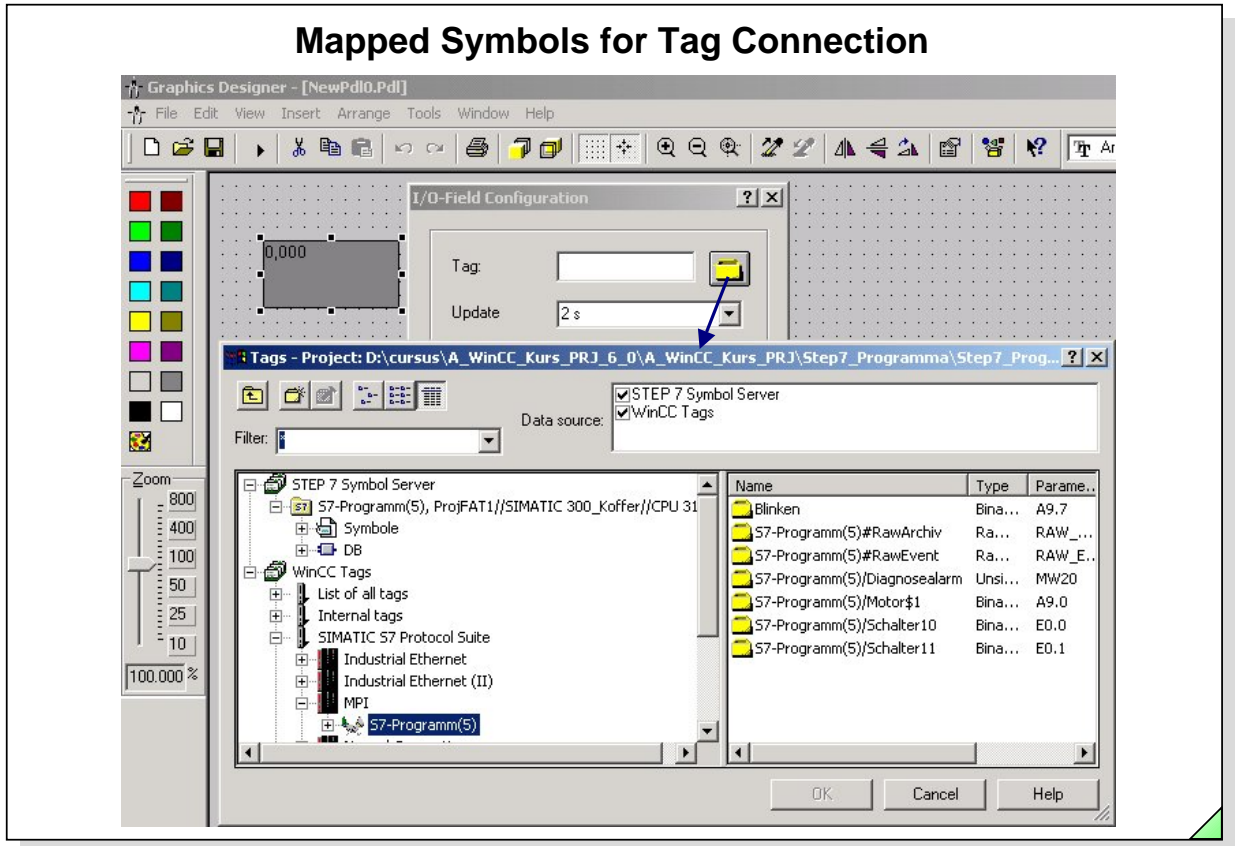 Mapped Symbols for Tag Connection
Graphics Designer - [NewPdl0.Pdl]
File Edit View Insert Arrange Tools Window Help
Ar
I/O-Field Configuration
0,000
Tag:
Update 2 s
Tags - Project: D:\cursus\A_WinCC_Kurs_PRJ_6_0\A_WinCC_Kurs_PRJ\Step7_Programma\Step7_Prog...
STEP 7 Symbol Server
WinCC Tags
Data source:
Filter: *
Zoom
800
400
100
50
25
10
100.000 %
STEP 7 Symbol Server
S7-Programm(5), ProjFAT1//SIMATIC 300_Koffer//CPU 31
Symbole
DB
WinCC Tags
List of all tags
Internal tags
SIMATIC S7 Protocol Suite
Industrial Ethernet
Industrial Ethernet (II)
MPI
S7-Programm(5)
Name Type Parame..
Blinken Bina... A9.7
S7-Programm(5)#RawArchiv Ra... RAW_...
S7-Programm(5)#RawEvent Ra... RAW_E..
S7-Programm(5)/Diagnosealarm Unsi... MW20
S7-Programm(5)/Motor$1 Bina... A9.0
S7-Programm(5)/Schalter10 Bina... E0.0
S7-Programm(5)/Schalter11 Bina... E0.1
OK Cancel Help